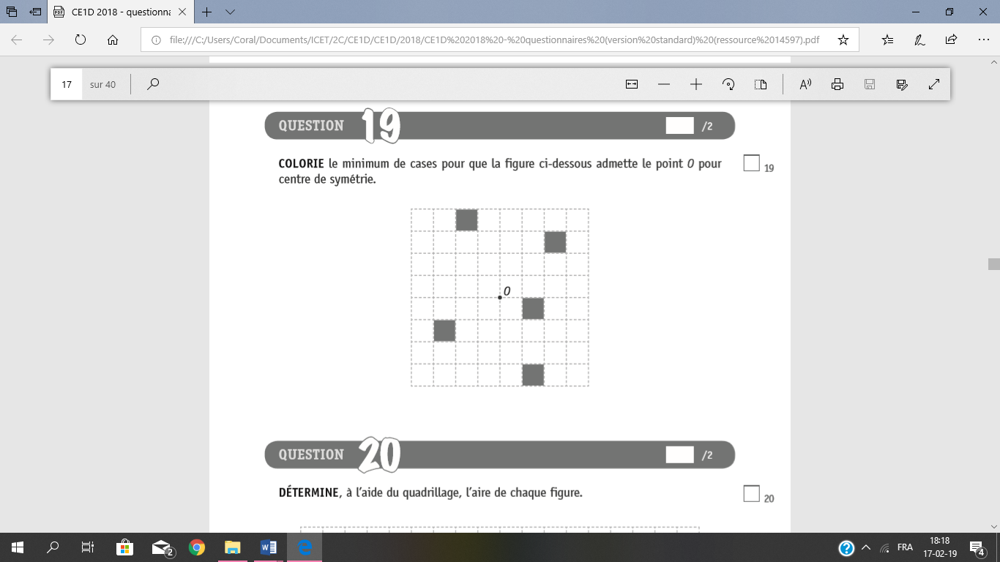 CE1D 2018 - questionna
file:///C:/Users/Coral/Documents/ICET/2C/CE1D/CE1D/2018/CE1D%202018%20-%20questionnaires%20(version%20standard)%20(ressource%2014597).pdf
17 sur 40
QUESTION 19 /2
COLORIE le minimum de cases pour que la figure ci-dessous admette le point O pour
centre de symétrie.
19
O
QUESTION 20 /2
DÉTERMINE, à l'aide du quadrillage, l'aire de chaque figure.
20
2
FRA
18:18
17-02-19
4